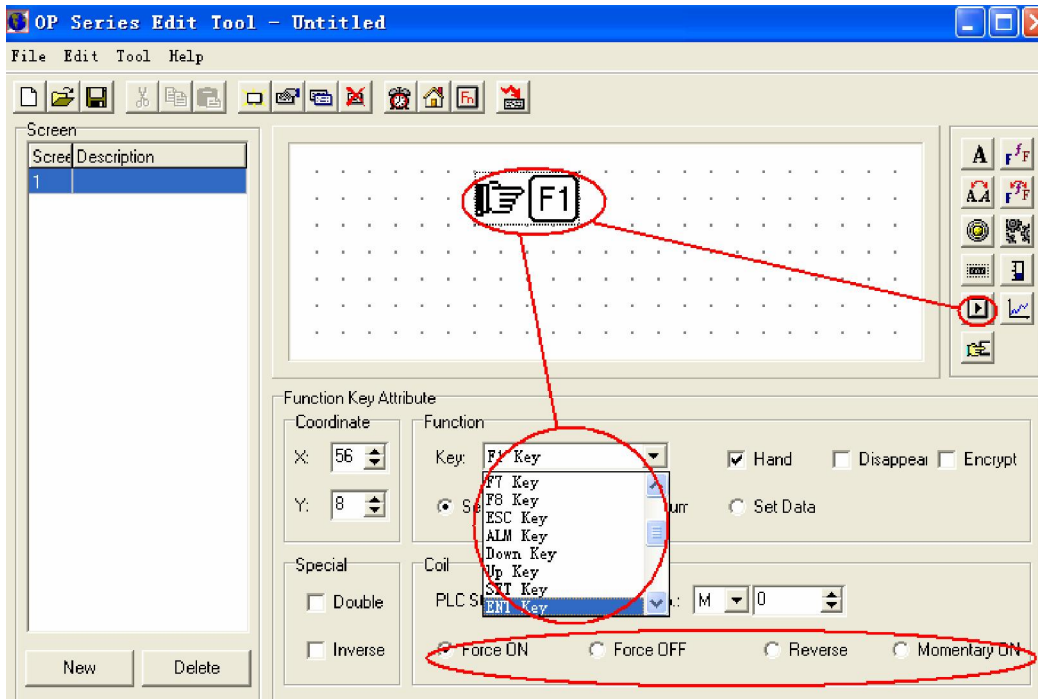 OP Series Edit Tool - Untitled
File Edit Tool Help
Screen
Scree Description
1
F1
A
F f F
A A
F F
Fn
Function Key Attribute
Coordinate
X: 56
Y: 8
Function
Key: F1 Key
Hand
Disappear
Encrypt
F7 Key
F8 Key
ESC Key
ALM Key
Down Key
Up Key
SET Key
ENT Key
Set Data
Special
Double
Inverse
Coil
PLC
M 0
Force ON
Force OFF
Reverse
Momentary ON
New
Delete